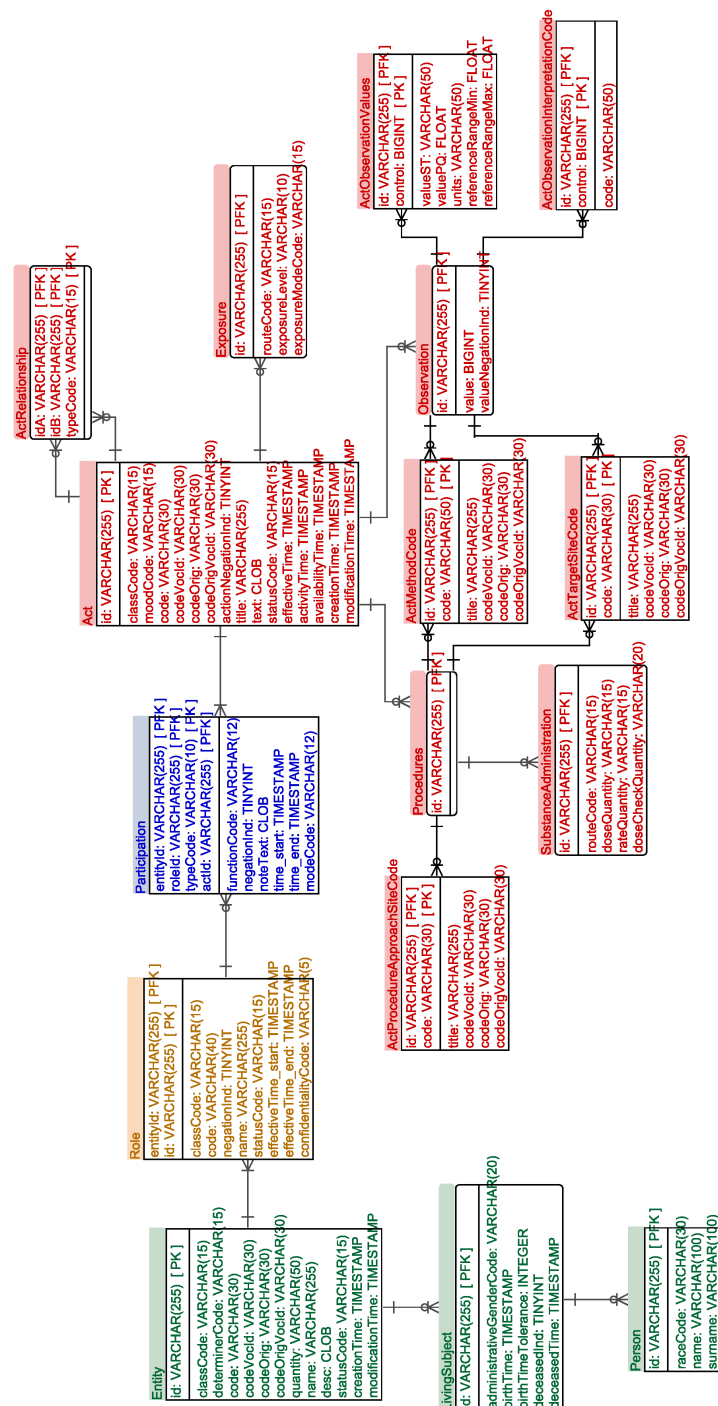 ActRelationship
idA: VARCHAR(255) [ PFK ]
idB: VARCHAR(255) [ PFK ]
typeCode: VARCHAR(15) [ PK ]
Exposure
id: VARCHAR(255) [ PFK ]
routeCode: VARCHAR(15)
exposureLevel: VARCHAR(10)
exposureModeCode: VARCHAR(15)
ActObservationValues
id: VARCHAR(255) [ PFK ]
control: BIGINT [ PK ]
valueST: VARCHAR(50)
valuePQ: FLOAT
units: VARCHAR(50)
referenceRangeMin: FLOAT
referenceRangeMax: FLOAT
ActObservationInterpretationCode
id: VARCHAR(255) [ PFK ]
control: BIGINT [ PK ]
code: VARCHAR(50)
Act
id: VARCHAR(255) [ PK ]
classCode: VARCHAR(15)
moodCode: VARCHAR(15)
code: VARCHAR(30)
codeVocId: VARCHAR(30)
codeOrig: VARCHAR(30)
codeOrigVocId: VARCHAR(30)
actionNegationInd: TINYINT
title: VARCHAR(255)
text: CLOB
statusCode: VARCHAR(15)
effectiveTime: TIMESTAMP
activityTime: TIMESTAMP
availabilityTime: TIMESTAMP
creationTime: TIMESTAMP
modificationTime: TIMESTAMP
Observation
id: VARCHAR(255) [ PFK ]
value: BIGINT
valueNegationInd: TINYINT
ActMethodCode
id: VARCHAR(255) [ PFK ]
code: VARCHAR(50) [ PK ]
title: VARCHAR(255)
codeVocId: VARCHAR(30)
codeOrig: VARCHAR(30)
codeOrigVocId: VARCHAR(30)
ActTargetSiteCode
id: VARCHAR(255) [ PFK ]
code: VARCHAR(30) [ PK ]
title: VARCHAR(255)
codeVocId: VARCHAR(30)
codeOrig: VARCHAR(30)
codeOrigVocId: VARCHAR(30)
Participation
entityId: VARCHAR(255) [ PFK ]
roleId: VARCHAR(255) [ PFK ]
typeCode: VARCHAR(10) [ PK ]
actId: VARCHAR(255) [ PFK ]
functionCode: VARCHAR(12)
negationInd: TINYINT
noteText: CLOB
time_start: TIMESTAMP
time_end: TIMESTAMP
modeCode: VARCHAR(12)
Procedures
id: VARCHAR(255) [ PFK ]
SubstanceAdministration
id: VARCHAR(255) [ PFK ]
routeCode: VARCHAR(15)
doseQuantity: VARCHAR(15)
rateQuantity: VARCHAR(15)
doseCheckQuantity: VARCHAR(20)
ActProcedureApproachSiteCode
id: VARCHAR(255) [ PFK ]
code: VARCHAR(30) [ PK ]
title: VARCHAR(255)
codeVocId: VARCHAR(30)
codeOrig: VARCHAR(30)
codeOrigVocId: VARCHAR(30)
Role
entityId: VARCHAR(255) [ PFK ]
id: VARCHAR(255) [ PK ]
classCode: VARCHAR(15)
code: VARCHAR(40)
negationInd: TINYINT
name: VARCHAR(255)
statusCode: VARCHAR(15)
effectiveTime_start: TIMESTAMP
effectiveTime_end: TIMESTAMP
confidentialityCode: VARCHAR(5)
Entity
id: VARCHAR(255) [ PK ]
classCode: VARCHAR(15)
determinerCode: VARCHAR(15)
code: VARCHAR(30)
codeVocId: VARCHAR(30)
codeOrig: VARCHAR(30)
codeOrigVocId: VARCHAR(30)
quantity: VARCHAR(50)
name: VARCHAR(255)
desc: CLOB
statusCode: VARCHAR(15)
creationTime: TIMESTAMP
modificationTime: TIMESTAMP
LivingSubject
id: VARCHAR(255) [ PFK ]
administrativeGenderCode: VARCHAR(20)
birthTime: TIMESTAMP
birthTimeTolerance: INTEGER
deceasedInd: TINYINT
deceasedTime: TIMESTAMP
Person
id: VARCHAR(255) [ PFK ]
raceCode: VARCHAR(30)
name: VARCHAR(100)
surname: VARCHAR(100)